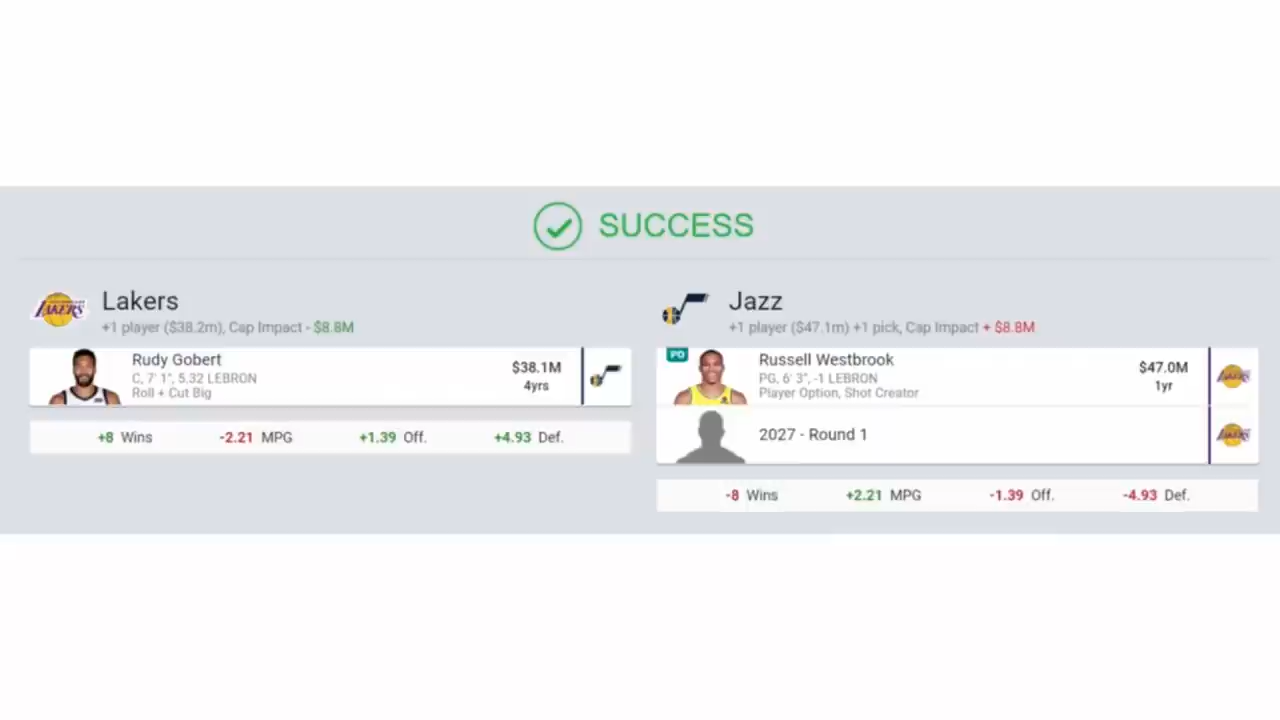 SUCCESS
LAKERS
Lakers
+1 player ($38.2m), Cap Impact - $8.8M
Rudy Gobert
C, 7' 1", 5.32 LEBRON
Roll + Cut Big
$38.1M
4yrs
+8 Wins -2.21 MPG +1.39 Off. +4.93 Def.
Jazz
+1 player ($47.1m) +1 pick, Cap Impact + $8.8M
PO
Russell Westbrook
PG, 6' 3", -1 LEBRON
Player Option, Shot Creator
$47.0M
1yr
LAKERS
2027 - Round 1
LAKERS
-8 Wins +2.21 MPG -1.39 Off. -4.93 Def.